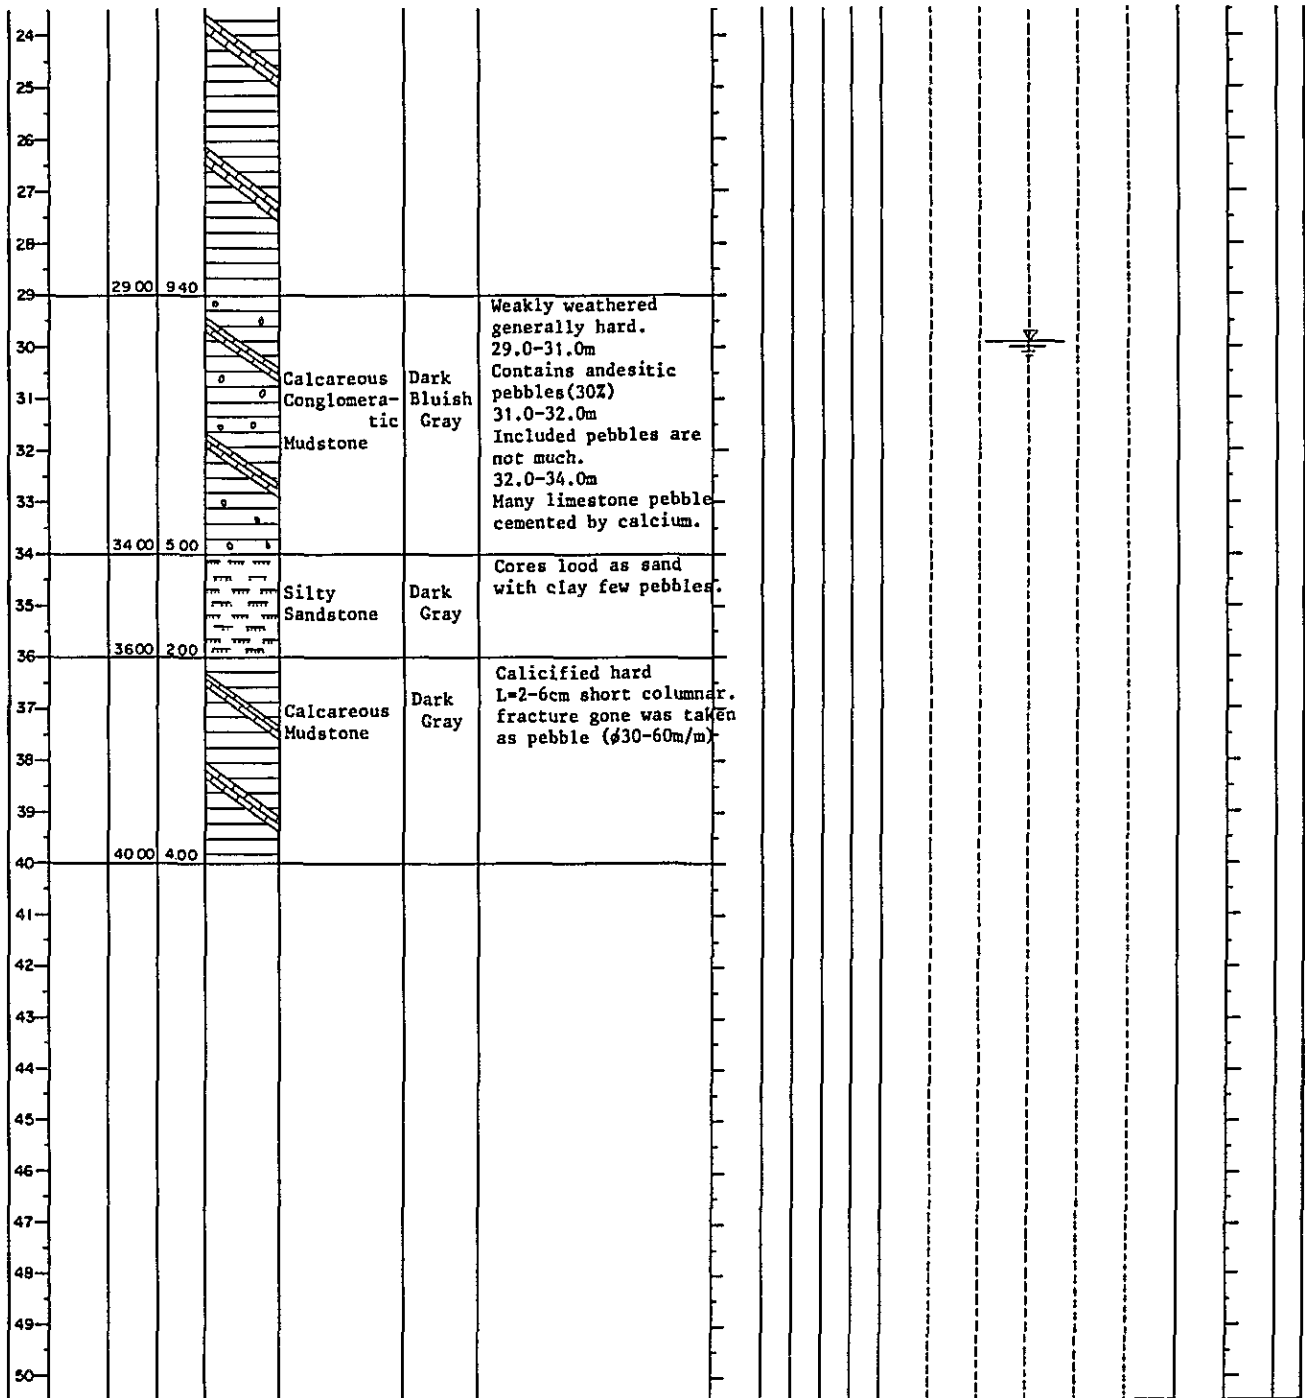 24
25
26
27
28
29 29 00 9 40
Weakly weathered
generally hard.
30 29.0-31.0m
Contains andesitic
Calcareous Dark pebbles(30%)
31 Conglomera- Bluish 31.0-32.0m
tic Gray Included pebbles are
32 Mudstone not much.
32.0-34.0m
33 Many limestone pebble
cemented by calcium.
34 34 00 5 00
Cores lood as sand
Silty Dark with clay few pebbles.
35 Sandstone Gray
36 36 00 2 00
Calicified hard
Dark L=2-6cm short columnar.
37 Calcareous Gray fracture gone was taken
Mudstone as pebble (ø30-60m/m)
38
39
40 40 00 4 00
41
42
43
44
45
46
47
48
49
50